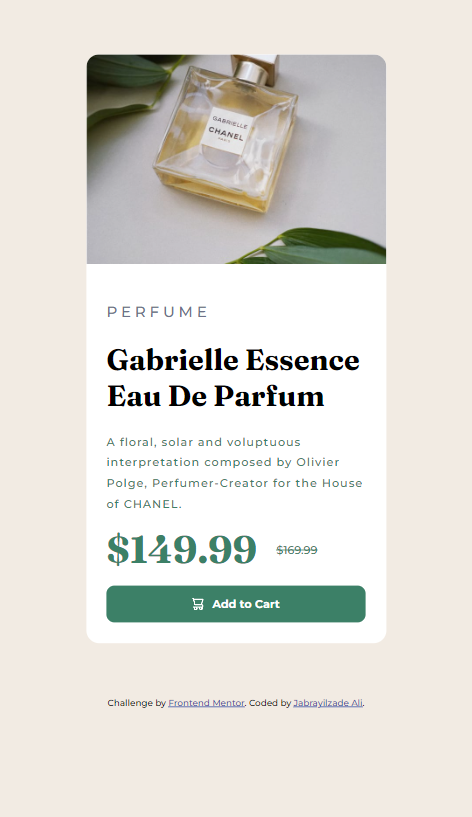 GABRIELLE
CHANEL
PARIS
PERFUME
Gabrielle Essence
Eau De Parfum
A floral, solar and voluptuous
interpretation composed by Olivier
Polge, Perfumer-Creator for the House
of CHANEL.
$149.99 $169.99
Add to Cart
Challenge by Frontend Mentor. Coded by Jabrayilzade Ali.